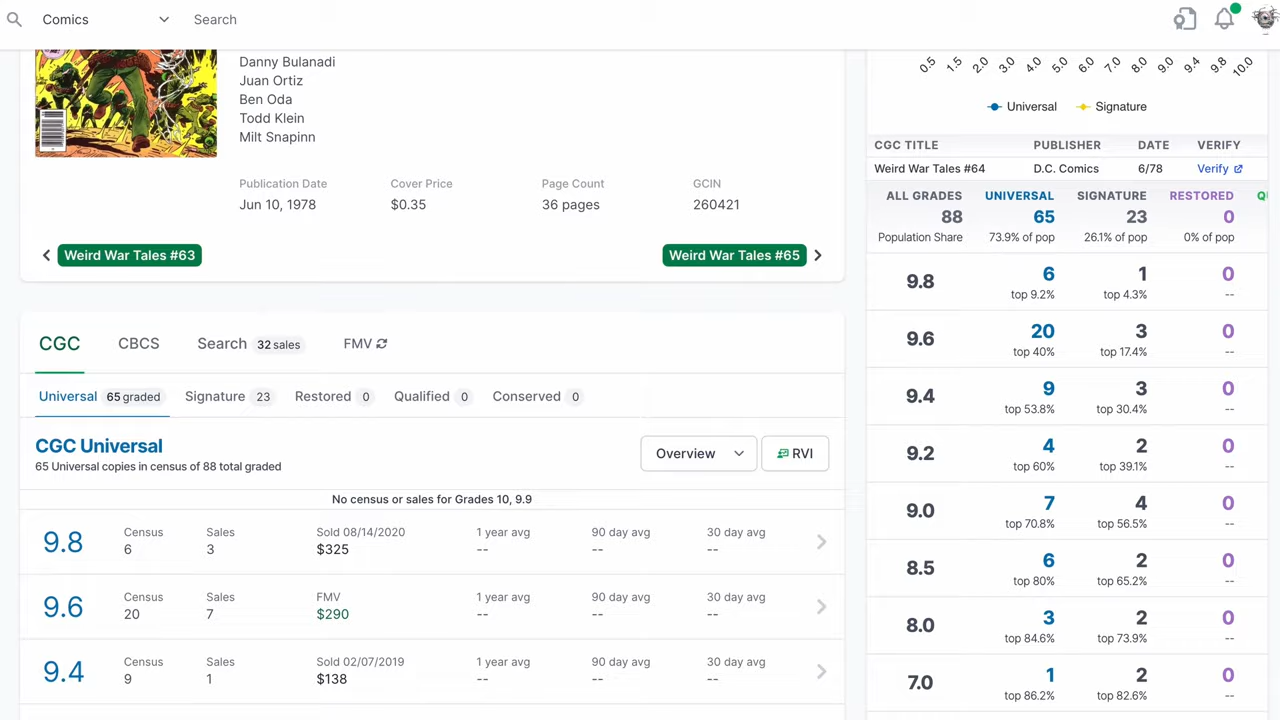 Comics
Search
Danny Bulanadi
Juan Ortiz
Ben Oda
Todd Klein
Milt Snapinn
Publication Date Cover Price Page Count GCIN
Jun 10, 1978 $0.35 36 pages 260421
Weird War Tales #63 Weird War Tales #65
CGC CBCS Search 32 sales FMV
Universal 65 graded Signature 23 Restored 0 Qualified 0 Conserved 0
CGC Universal
65 Universal copies in census of 88 total graded
Overview RVI
No census or sales for Grades 10, 9.9
9.8 Census Sales Sold 08/14/2020 1 year avg 90 day avg 30 day avg
6 3 $325 -- -- --
9.6 Census Sales FMV 1 year avg 90 day avg 30 day avg
20 7 $290 -- -- --
9.4 Census Sales Sold 02/07/2019 1 year avg 90 day avg 30 day avg
9 1 $138 -- -- --
0.5 1.5 2.0 3.0 4.0 5.0 6.0 7.0 8.0 9.0 9.4 9.8 10.0
Universal Signature
CGC TITLE PUBLISHER DATE VERIFY
Weird War Tales #64 D.C. Comics 6/78 Verify
ALL GRADES UNIVERSAL SIGNATURE RESTORED
88 65 23 0
Population Share 73.9% of pop 26.1% of pop 0% of pop
9.8 6 1 0
top 9.2% top 4.3% --
9.6 20 3 0
top 40% top 17.4% --
9.4 9 3 0
top 53.8% top 30.4% --
9.2 4 2 0
top 60% top 39.1% --
9.0 7 4 0
top 70.8% top 56.5% --
8.5 6 2 0
top 80% top 65.2% --
8.0 3 2 0
top 84.6% top 73.9% --
7.0 1 2 0
top 86.2% top 82.6% --